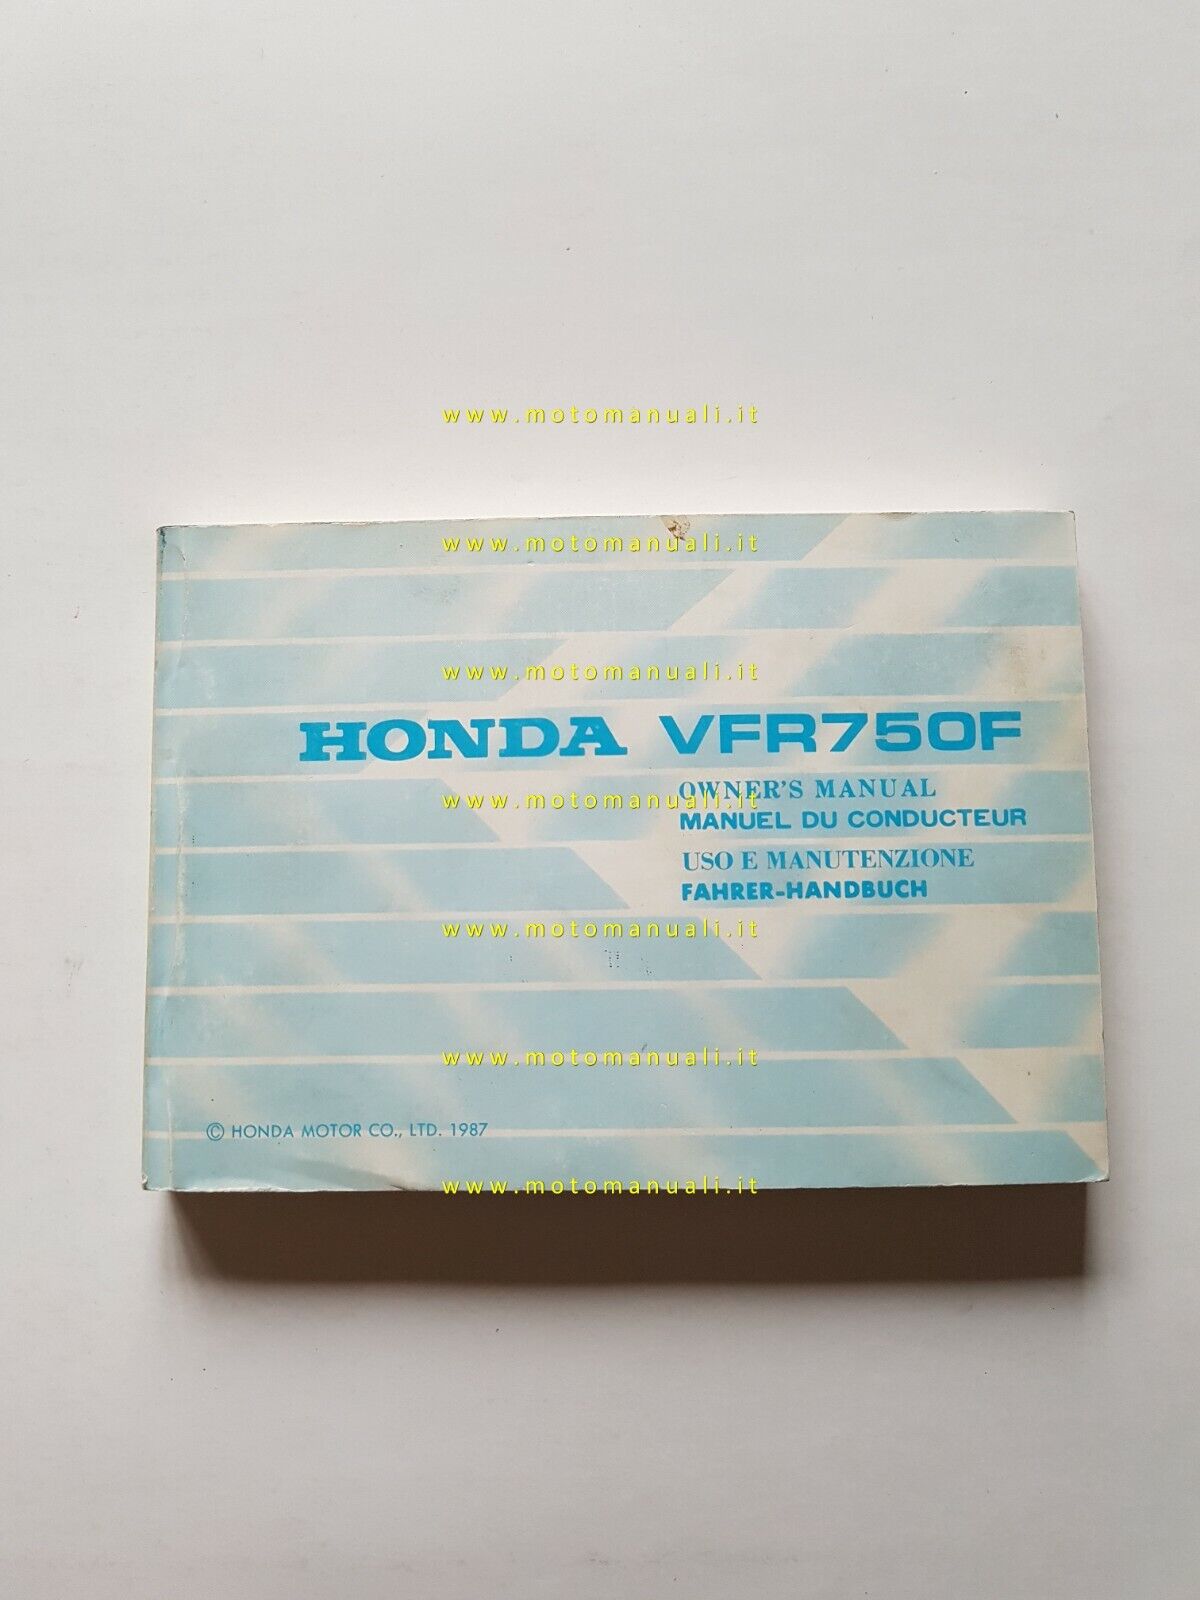 www.motomanuali.it
www.motomanuali.it
www.motomanuali.it
HONDA VFR750F
OWNER'S MANUAL
www.motomanuali.it
MANUEL DU CONDUCTEUR
USO E MANUTENZIONE
FAHRER-HANDBUCH
www.motomanuali.it
www.motomanuali.it
© HONDA MOTOR CO., LTD. 1987
www.motomanuali.it